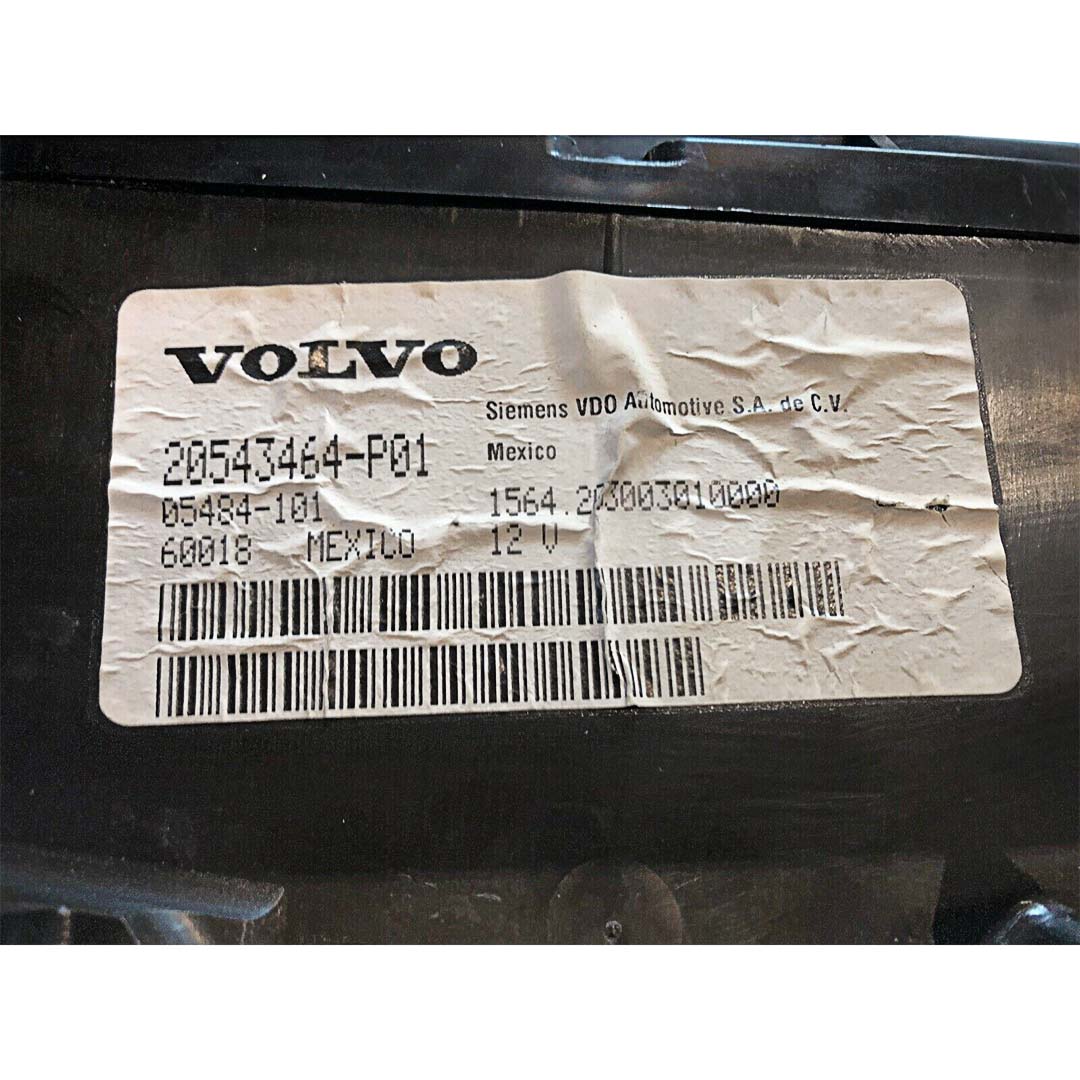 VOLVO
Siemens VDO Automotive S.A. de C.V.
20543464-P01
Mexico
05484-101
1564.203003010000
60018 MEXICO
12 V